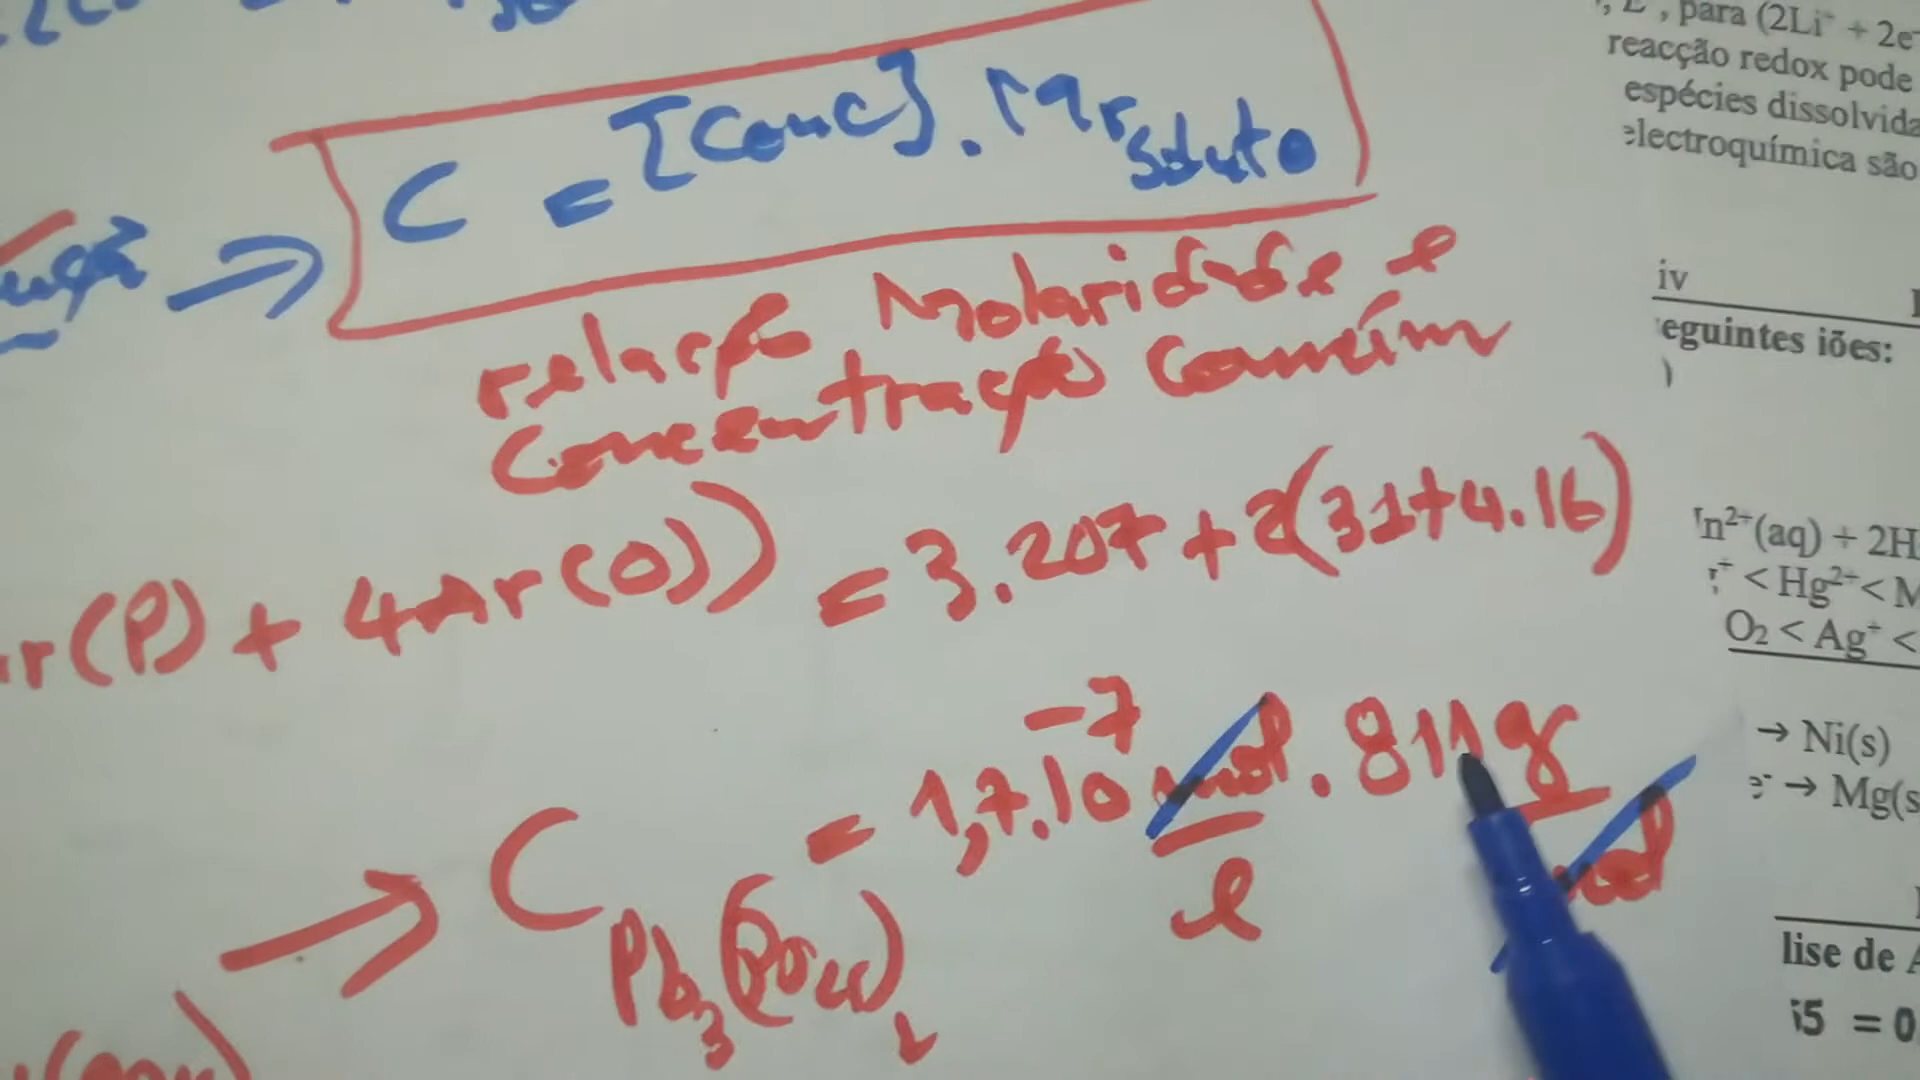 C = [conc] . Mr soluto
relação Molaridade e
Concentração Comúm
r(P) + 4Ar(O)) = 3.207 + 2(31+4.16)
C Pb3(PO4)2 = 1,7.10^-7 mol/l . 811g/mol
, para (2Li+ + 2e-
reacção redox pode
espécies dissolvida
electroquímica são
iv
eguintes iões:
)
n2+(aq) + 2H
+ < Hg2+ < M
O2 < Ag+ <
→ Ni(s)
e- → Mg(s
lise de A
i5 = 0